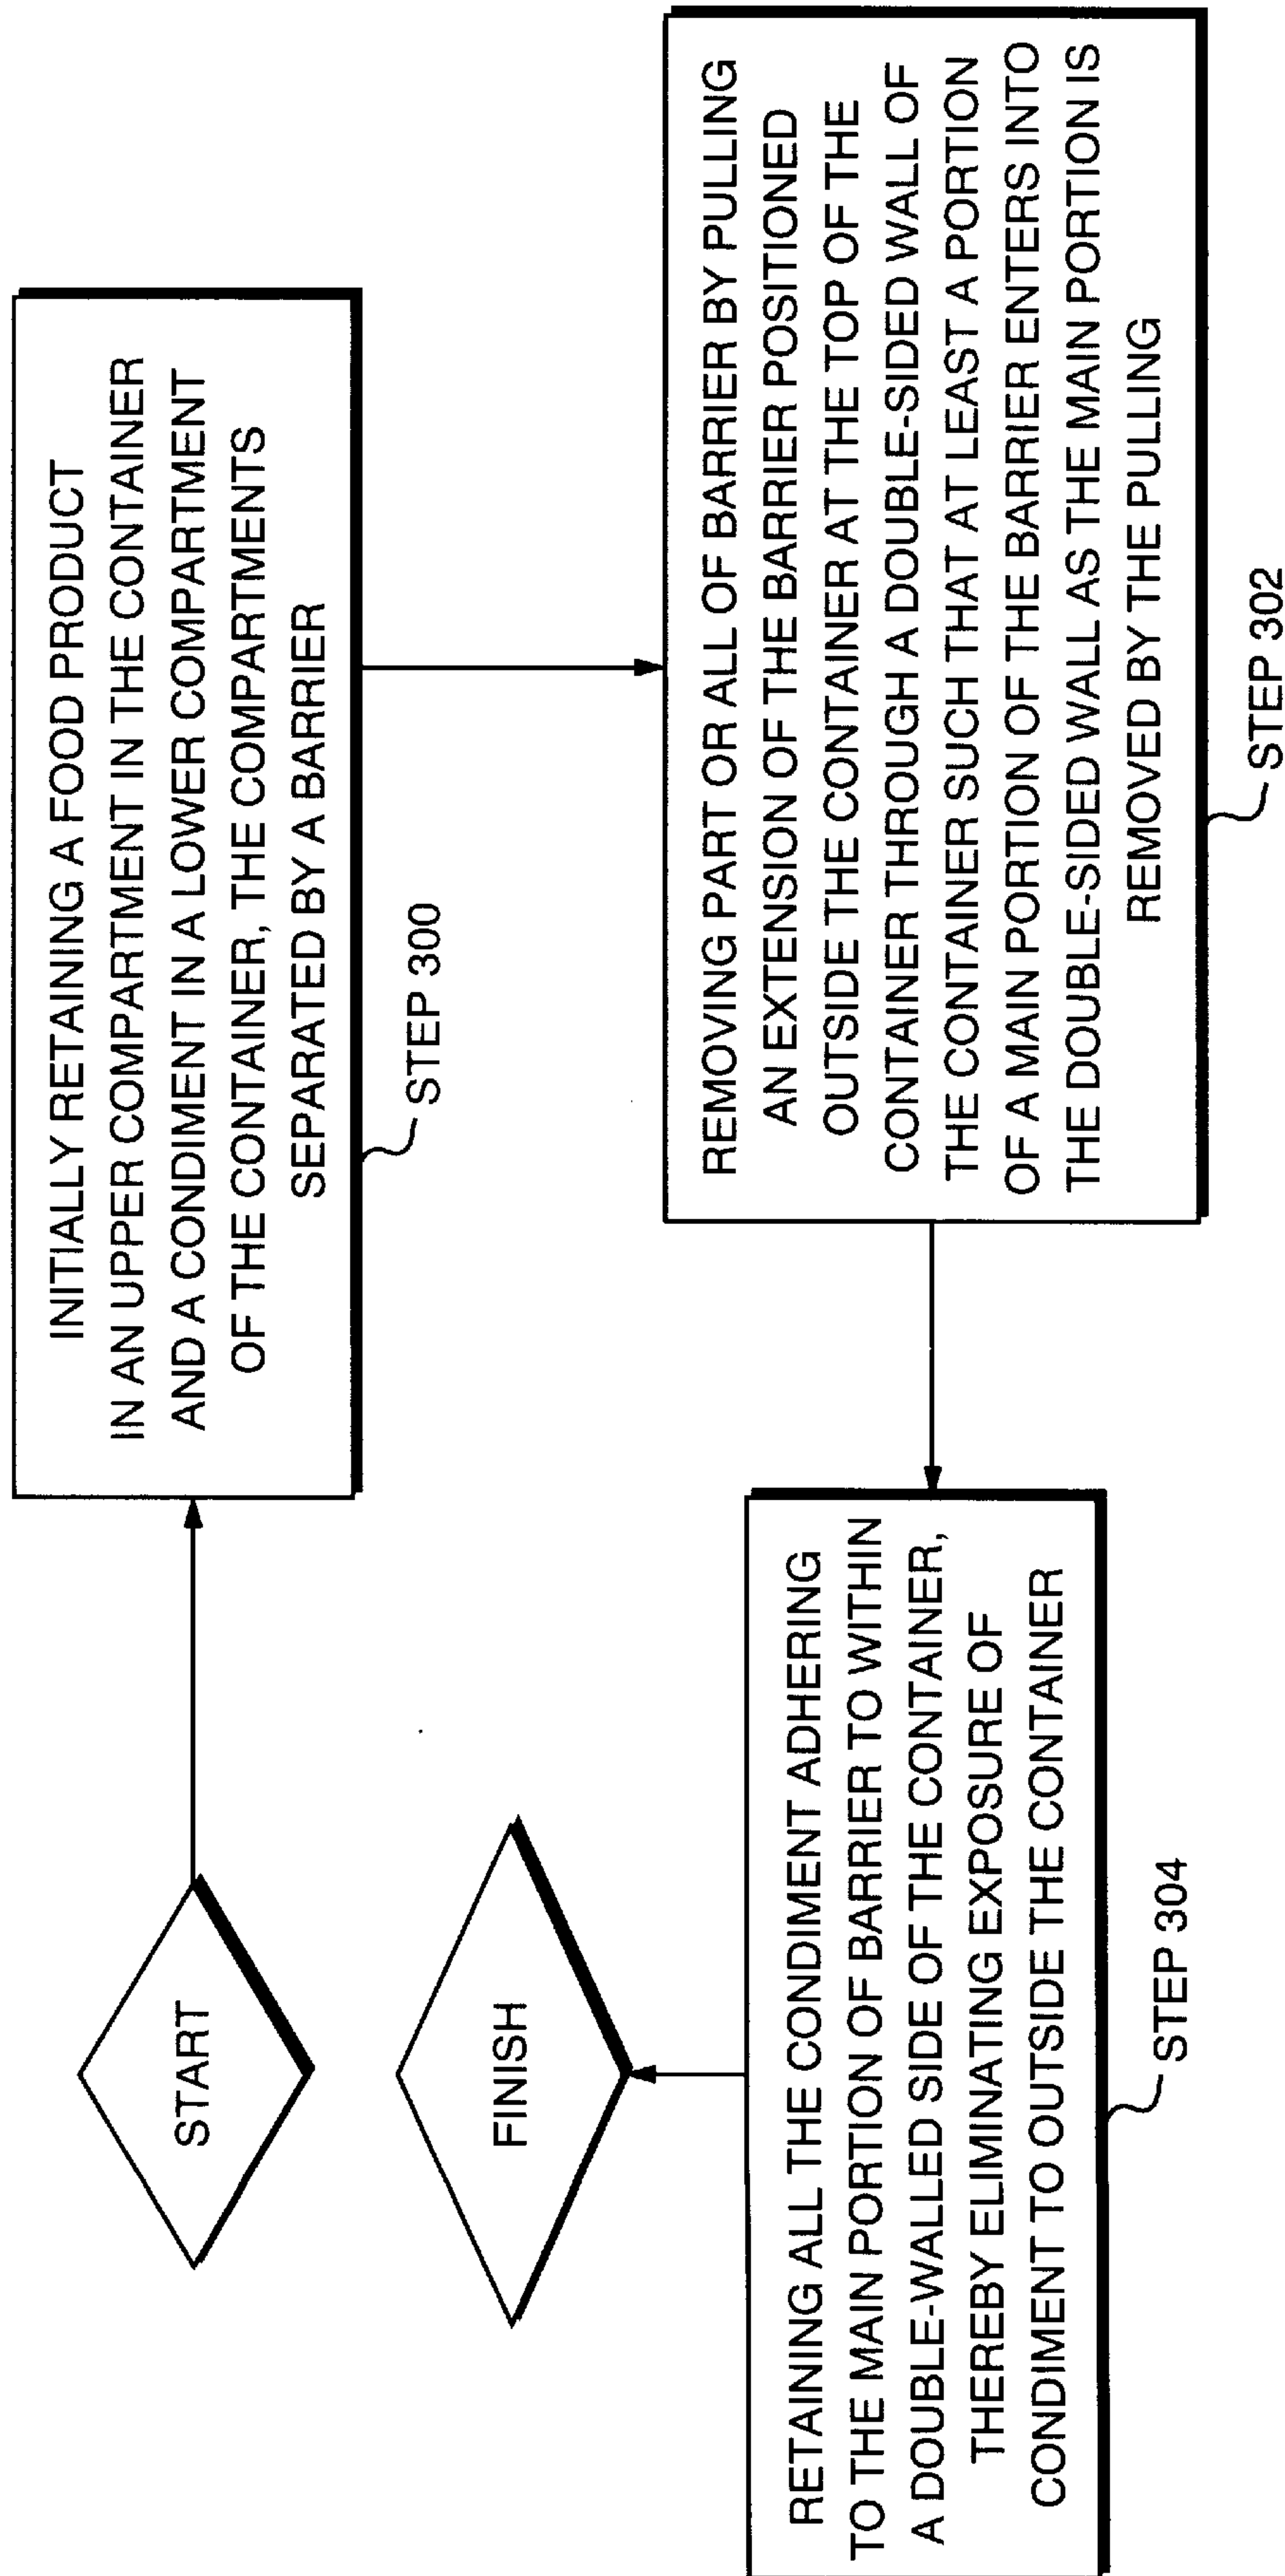 START
INITIALLY RETAINING A FOOD PRODUCT
IN AN UPPER COMPARTMENT IN THE CONTAINER
AND A CONDIMENT IN A LOWER COMPARTMENT
OF THE CONTAINER, THE COMPARTMENTS
SEPARATED BY A BARRIER
STEP 300
REMOVING PART OR ALL OF BARRIER BY PULLING
AN EXTENSION OF THE BARRIER POSITIONED
OUTSIDE THE CONTAINER AT THE TOP OF THE
CONTAINER THROUGH A DOUBLE-SIDED WALL OF
THE CONTAINER SUCH THAT AT LEAST A PORTION
OF A MAIN PORTION OF THE BARRIER ENTERS INTO
THE DOUBLE-SIDED WALL AS THE MAIN PORTION IS
REMOVED BY THE PULLING
STEP 302
RETAINING ALL THE CONDIMENT ADHERING
TO THE MAIN PORTION OF BARRIER TO WITHIN
A DOUBLE-WALLED SIDE OF THE CONTAINER,
THEREBY ELIMINATING EXPOSURE OF
CONDIMENT TO OUTSIDE THE CONTAINER
STEP 304
FINISH